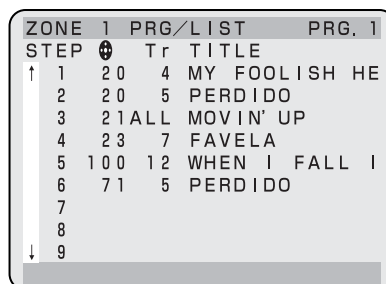 ZONE 1 PRG/LIST PRG. 1
STEP Tr TITLE
↑ 1 20 4 MY FOOLISH HE
2 20 5 PERDIDO
3 21 ALL MOVIN' UP
4 23 7 FAVELA
5 100 12 WHEN I FALL I
6 71 5 PERDIDO
7
8
↓ 9